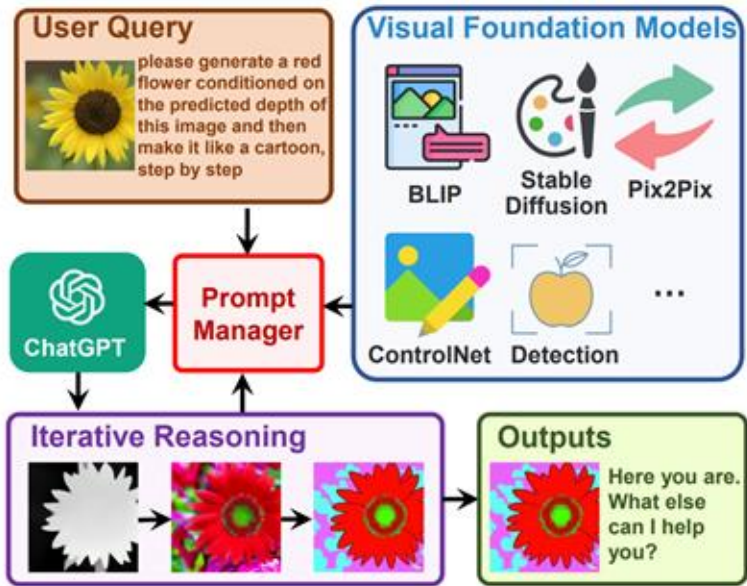 User Query
please generate a red
flower conditioned on
the predicted depth of
this image and then
make it like a cartoon,
step by step
Visual Foundation Models
BLIP
Stable
Diffusion
Pix2Pix
ControlNet
Detection
...
Prompt
Manager
ChatGPT
Iterative Reasoning
Outputs
Here you are.
What else
can I help
you?